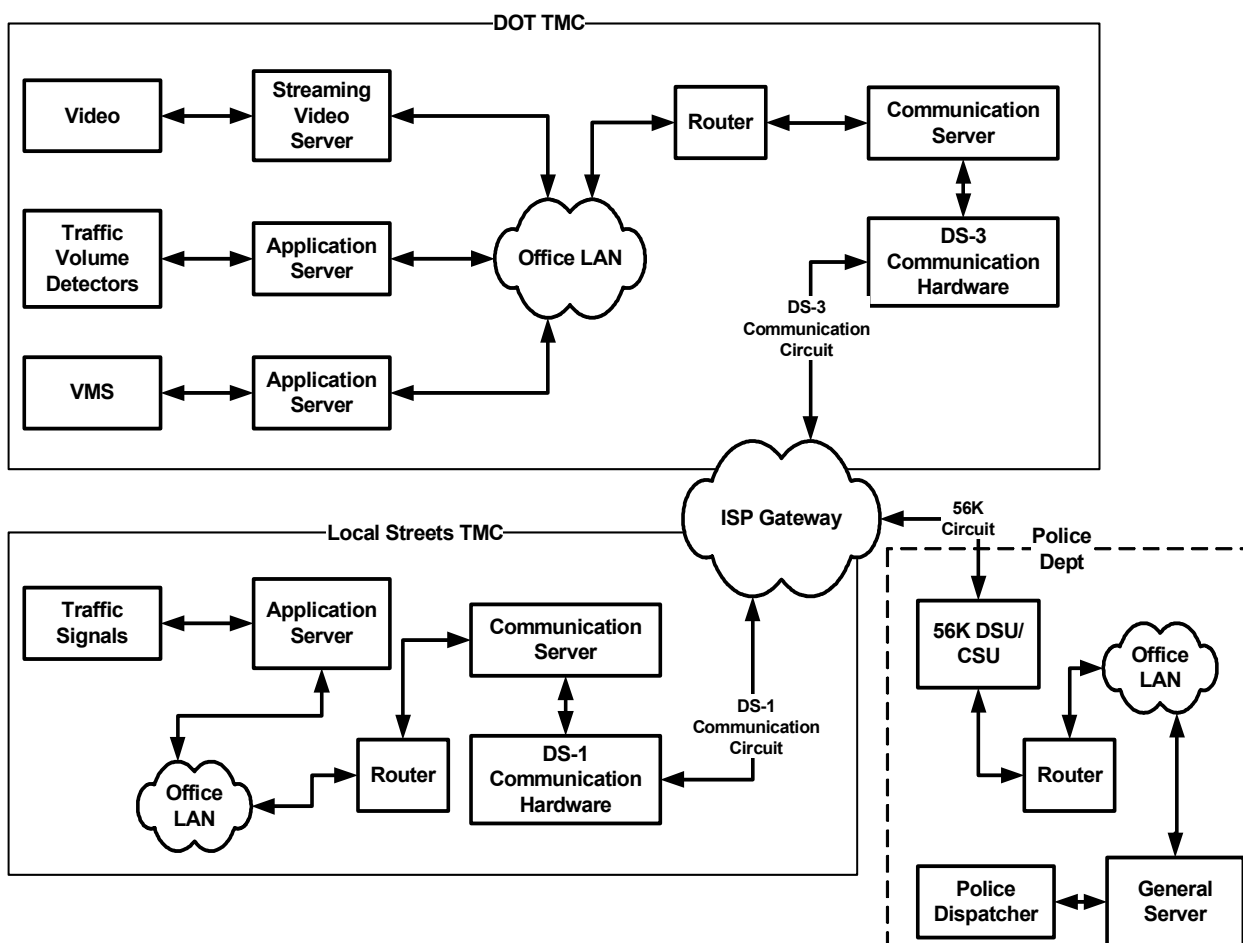 DOT TMC
Video
Streaming
Video
Server
Router
Communication
Server
Traffic
Volume
Detectors
Application
Server
Office LAN
DS-3
Communication
Hardware
DS-3
Communication
Circuit
VMS
Application
Server
ISP Gateway
56K
Circuit
Local Streets TMC
Police
Dept
Traffic
Signals
Application
Server
Communication
Server
56K DSU/
CSU
Office
LAN
DS-1
Communication
Circuit
Office
LAN
Router
DS-1
Communication
Hardware
Router
Police
Dispatcher
General
Server